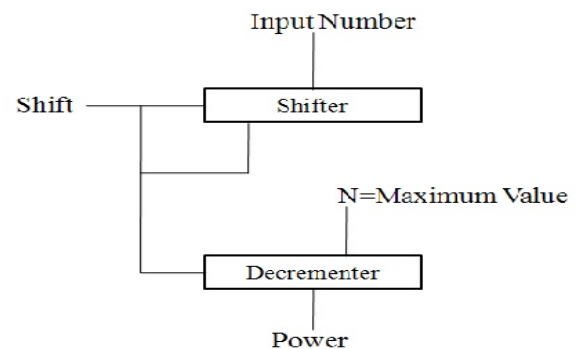 Input Number
Shift
Shifter
N=Maximum Value
Decrementer
Power